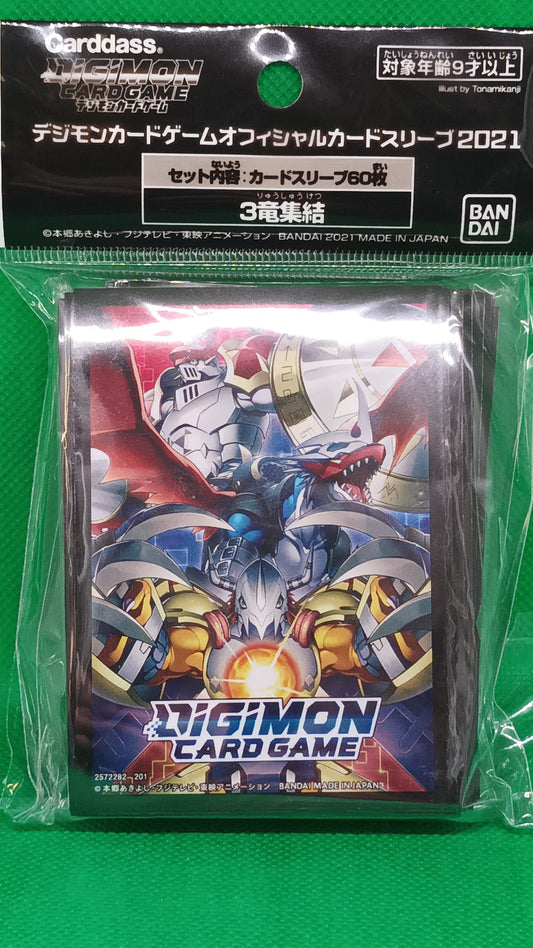 Carddass®
DIGIMON
CARD GAME
デジモンカードゲーム
たいしょうねんれい さい いじょう
対象年齢9才以上
illust by Tonamikanji
デジモンカードゲームオフィシャルカードスリーブ2021
ないよう まい
セット内容:カードスリーブ60枚
りゅうしゅうけつ
3竜集結
BAN
DAI
©本郷あきよし・フジテレビ・東映アニメーション BANDAI 2021 MADE IN JAPAN
DIGIMON
CARD GAME
2572282 201
©本郷あきよし・フジテレビ・東映アニメーション BANDAI MADE IN JAPAN